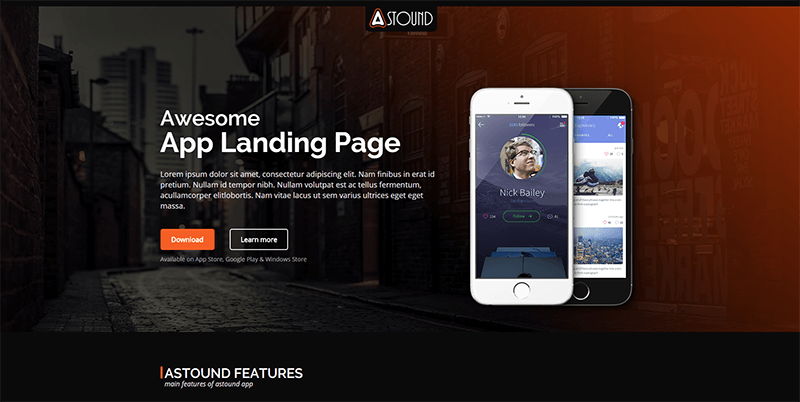 ASTOUND
Awesome
App Landing Page
Lorem ipsum dolor sit amet, consectetur adipiscing elit. Nam finibus in erat id
pretium. Nullam id tempor nibh. Nullam volutpat est ac tellus fermentum,
acullamcorper elitlobortis. Nam vitae lacus ut sem varius ultrices eget eget
massa.
Download
Learn more
Available on App Store, Google Play & Windows Store
Nick Bailey
Follow
ASTOUND FEATURES
main features of astound app